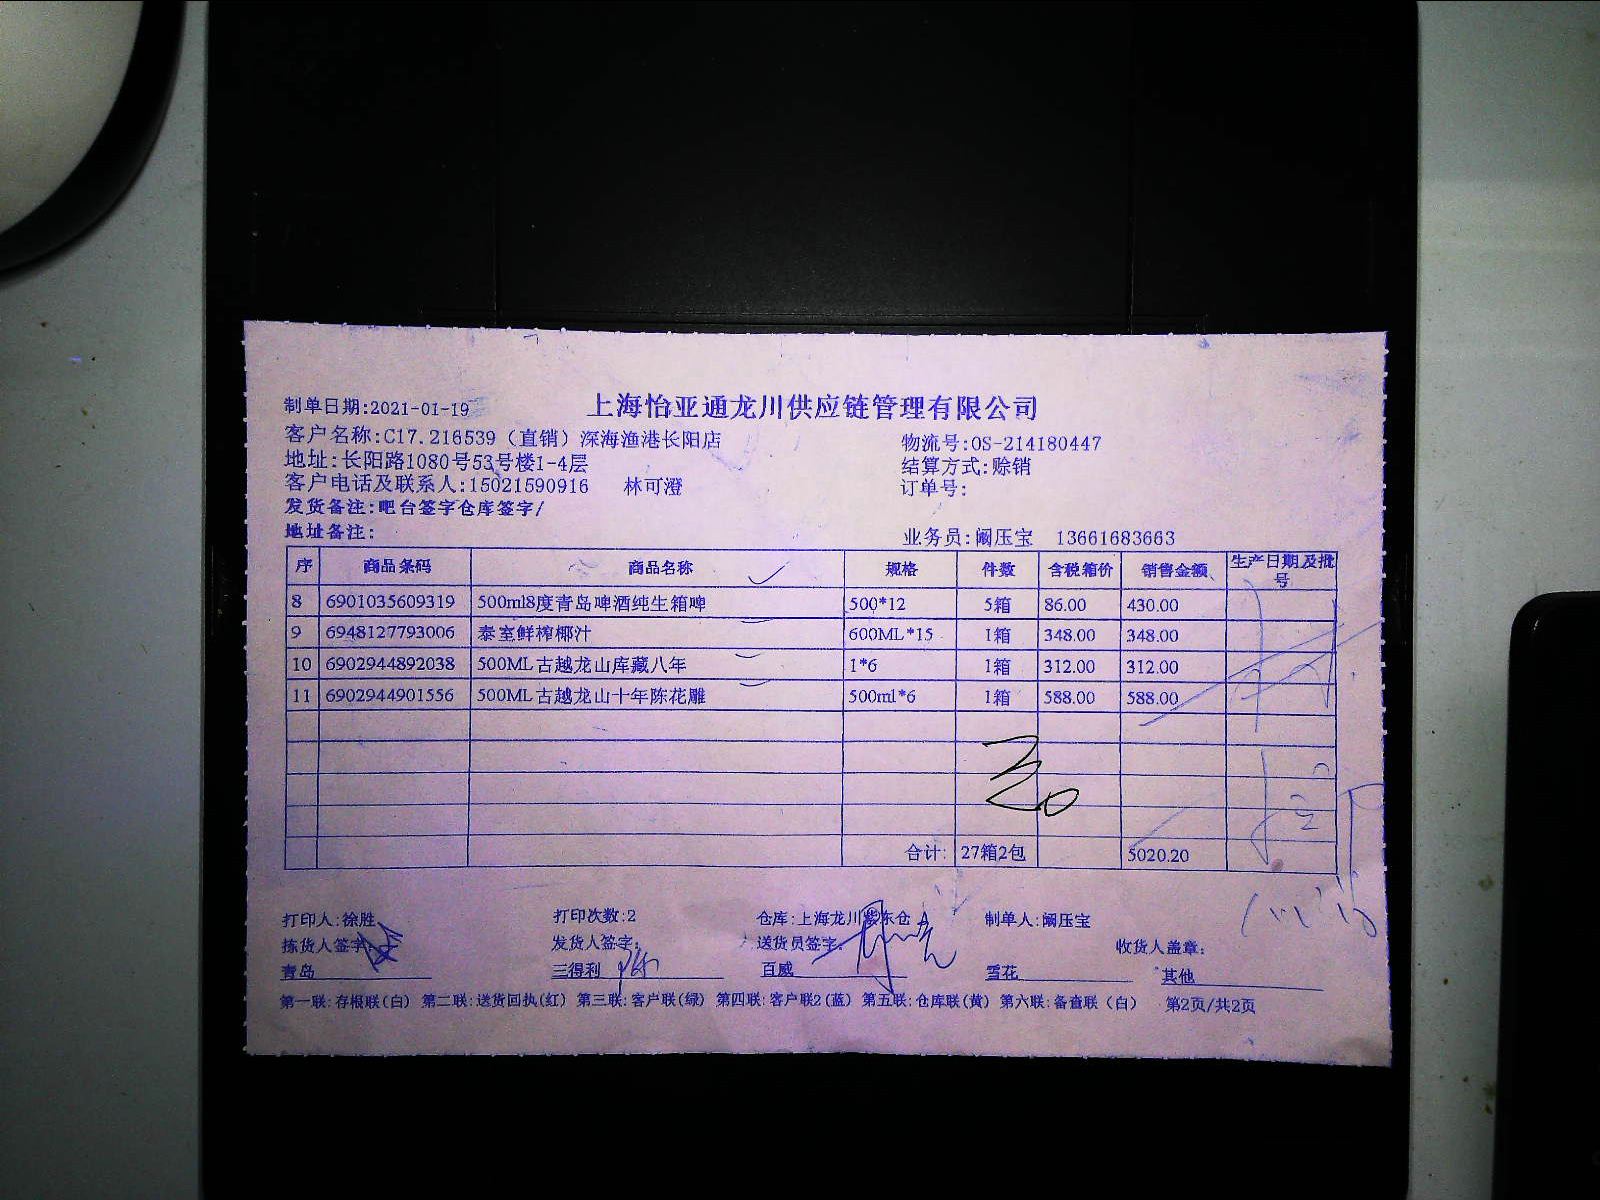 上海怡亚通龙川供应链管理有限公司
制单日期:2021-01-19
客户名称:C17.216539（直销）深海渔港长阳店 物流号:OS-214180447
地址:长阳路1080号53号楼1-4层 结算方式:赊销
客户电话及联系人:15021590916 林可澄 订单号:
发货备注:吧台签字仓库签字/
地址备注: 业务员:阚压宝 13661683663
序 商品条码 商品名称 规格 件数 含税箱价 销售金额 生产日期及批号
8 6901035609319 500ml8度青岛啤酒纯生箱啤 500*12 5箱 86.00 430.00
9 6948127793006 泰室鲜榨椰汁 600ML*15 1箱 348.00 348.00
10 6902944892038 500ML古越龙山库藏八年 1*6 1箱 312.00 312.00
11 6902944901556 500ML古越龙山十年陈花雕 500ml*6 1箱 588.00 588.00
合计: 27箱2包 5020.20
打印人:徐胜 打印次数:2 仓库:上海龙川 东仓 制单人:阚压宝
拣货人签字: 发货人签字: 送货员签字: 收货人盖章:
青岛 三得利 百威 雪花 其他
第一联:存根联(白) 第二联:送货回执(红) 第三联:客户联(绿) 第四联:客户联2(蓝) 第五联:仓库联(黄) 第六联:备查联（白） 第2页/共2页